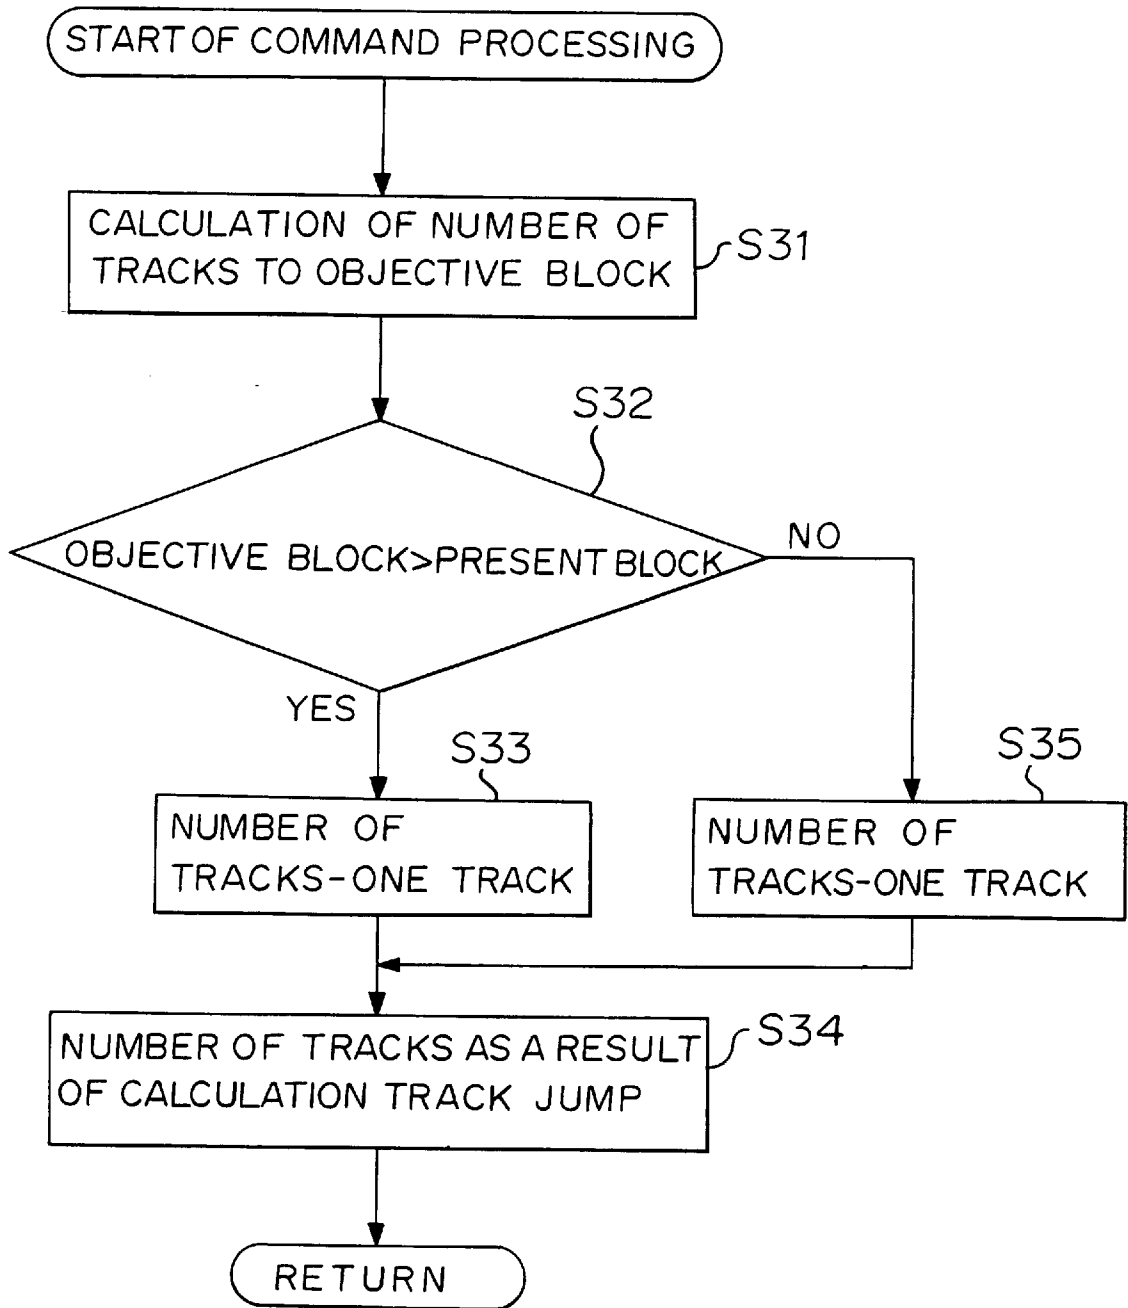 START OF COMMAND PROCESSING
CALCULATION OF NUMBER OF
TRACKS TO OBJECTIVE BLOCK
S31
S32
OBJECTIVE BLOCK>PRESENT BLOCK
NO
YES
S33
NUMBER OF
TRACKS-ONE TRACK
S35
NUMBER OF
TRACKS-ONE TRACK
NUMBER OF TRACKS AS A RESULT
OF CALCULATION TRACK JUMP
S34
RETURN